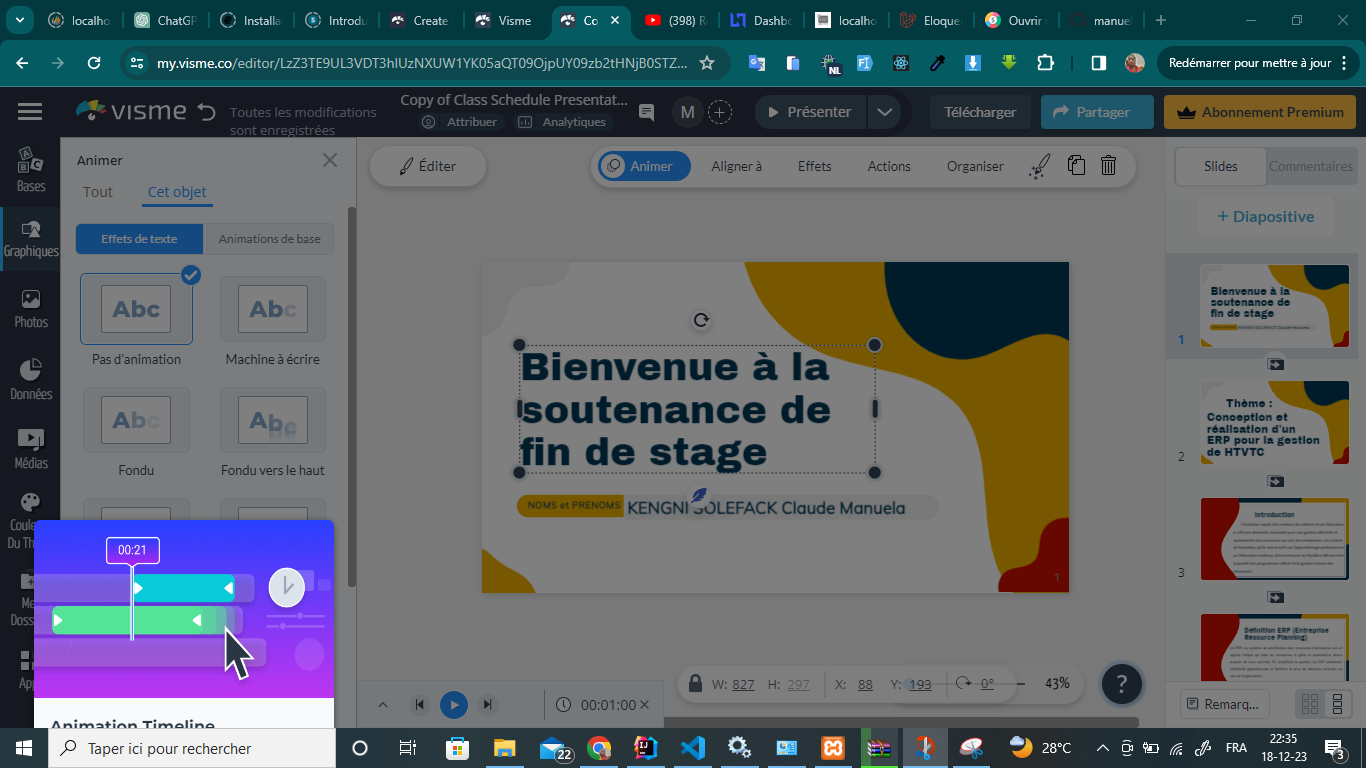 localho
ChatGP
Installa
Introdu
Create
Visme
Co
(398) R
Dashbo
localho
Eloque
Ouvrir
manuel
my.visme.co/editor/LzZ3TE9UL3VDT3hIUzNXUW1YK05aQT09OjpUY09zb2tHNjB0STZ...
NL
Redémarrer pour mettre à jour
visme
Toutes les modifications
sont enregistrées
Copy of Class Schedule Presentat...
Attribuer
Analytiques
M
Présenter
Télécharger
Partager
Abonnement Premium
Bases
Graphiques
Photos
Données
Médias
Animer
Tout
Cet objet
Effets de texte
Animations de base
Abc
Abc
Pas d'animation
Machine à écrire
Abc
Abc
Fondu
Fondu vers le haut
00:21
Animation Timeline
Éditer
Animer
Aligner à
Effets
Actions
Organiser
Bienvenue à la
soutenance de
fin de stage
NOMS et PRENOMS
KENGNI SOLEFACK Claude Manuela
1
00:01:00
W: 827
H: 297
X: 88
Y: 193
0°
43%
?
Slides
Commentaires
+ Diapositive
1
Bienvenue à la
soutenance de
fin de stage
2
Thème :
Conception et
réalisation d'un
ERP pour la gestion
de HTVTC
3
Introduction
Définition ERP (Entreprise
Resource Planning)
Remarq...
Taper ici pour rechercher
22
28°C
FRA
22:35
18-12-23
3